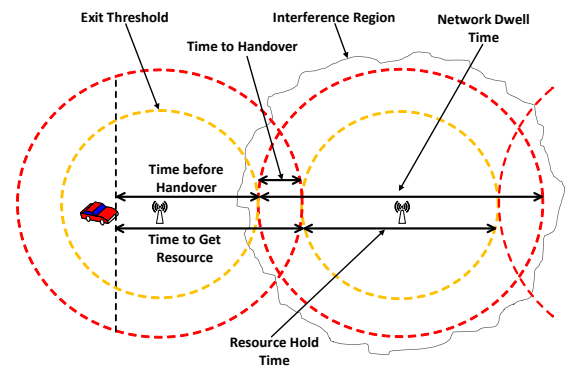 Exit Threshold
Interference Region
Network Dwell
Time
Time to Handover
Time before
Handover
Time to Get
Resource
Resource Hold
Time